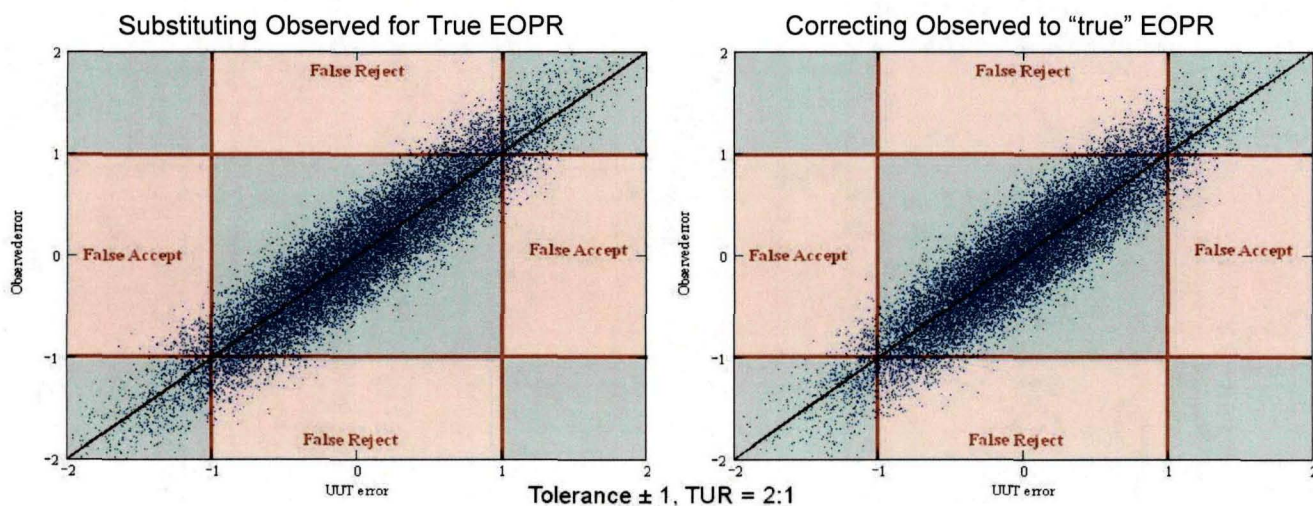 Substituting Observed for True EOPR
2
False Reject
1
Observed error
0
False Accept
False Accept
−1
False Reject
−2
−2
−1
0
1
2
UUT error
Correcting Observed to “true” EOPR
2
False Reject
1
Observed error
0
False Accept
False Accept
−1
False Reject
−2
−2
−1
0
1
2
UUT error
Tolerance ± 1, TUR = 2:1